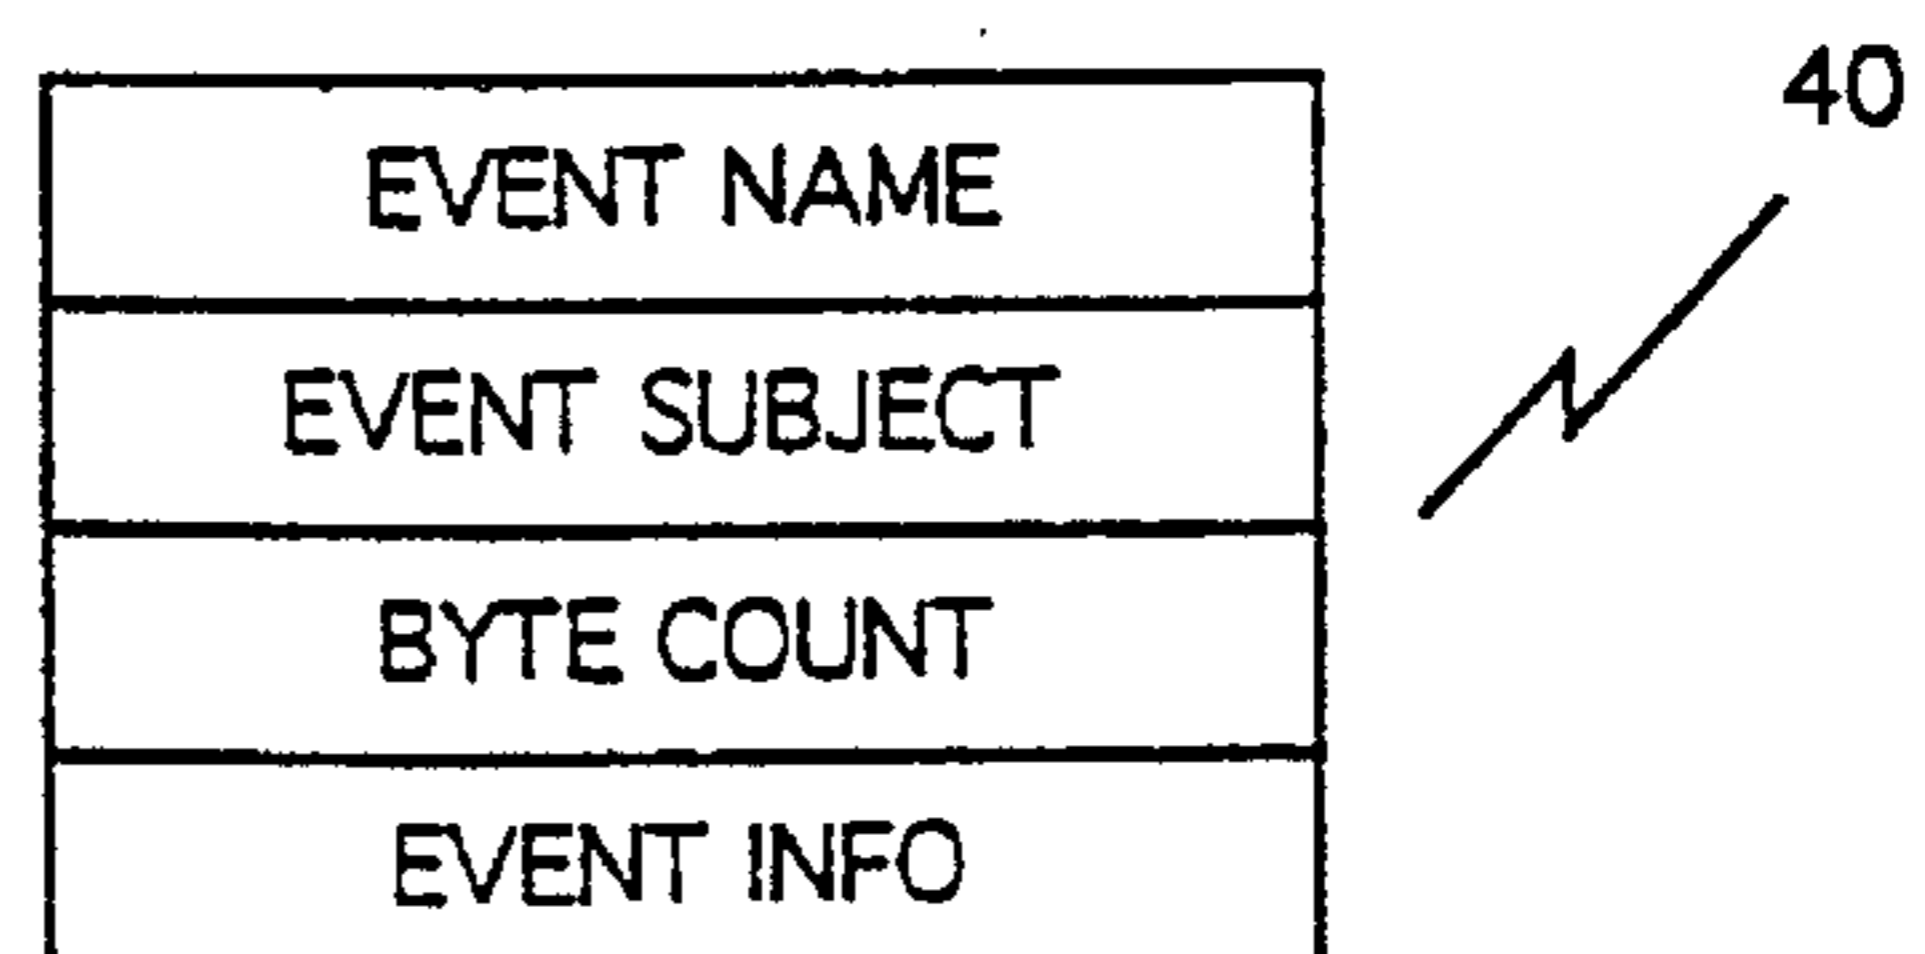 40
EVENT NAME
EVENT SUBJECT
BYTE COUNT
EVENT INFO